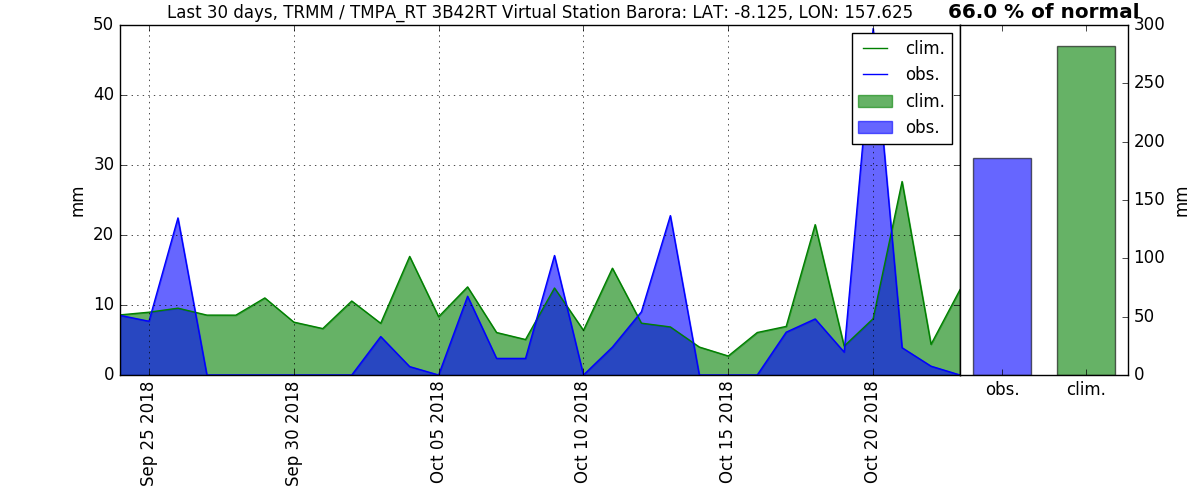 Last 30 days, TRMM / TMPA_RT 3B42RT Virtual Station Barora: LAT: -8.125, LON: 157.625
66.0 % of normal
50
40
30
20
10
0
mm
clim.
obs.
clim.
obs.
300
250
200
150
100
50
0
mm
obs.
clim.
Sep 25 2018
Sep 30 2018
Oct 05 2018
Oct 10 2018
Oct 15 2018
Oct 20 2018